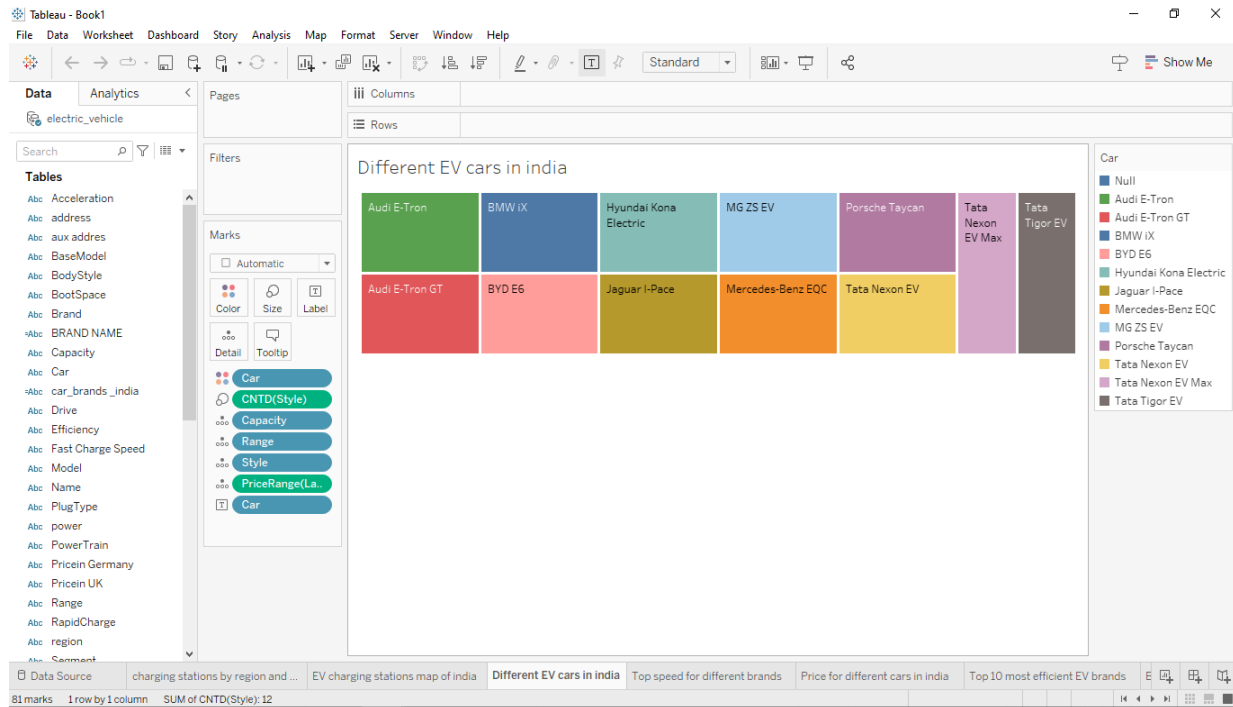 Tableau - Book1
File Data Worksheet Dashboard Story Analysis Map Format Server Window Help
Standard
Show Me
Data Analytics
electric_vehicle
Search
Tables
Abc Acceleration
Abc address
Abc aux addres
Abc BaseModel
Abc BodyStyle
Abc BootSpace
Abc Brand
=Abc BRAND NAME
Abc Capacity
Abc Car
=Abc car_brands _india
Abc Drive
Abc Efficiency
Abc Fast Charge Speed
Abc Model
Abc Name
Abc PlugType
Abc power
Abc PowerTrain
Abc Pricein Germany
Abc Pricein UK
Abc Range
Abc RapidCharge
Abc region
Abc Segment
Pages
Filters
Marks
Automatic
Color Size Label
Detail Tooltip
Car
CNTD(Style)
Capacity
Range
Style
PriceRange(La..
Car
Columns
Rows
Different EV cars in india
Audi E-Tron
BMW iX
Hyundai Kona
Electric
MG ZS EV
Porsche Taycan
Tata
Nexon
EV Max
Tata
Tigor EV
Audi E-Tron GT
BYD E6
Jaguar I-Pace
Mercedes-Benz EQC
Tata Nexon EV
Car
Null
Audi E-Tron
Audi E-Tron GT
BMW iX
BYD E6
Hyundai Kona Electric
Jaguar I-Pace
Mercedes-Benz EQC
MG ZS EV
Porsche Taycan
Tata Nexon EV
Tata Nexon EV Max
Tata Tigor EV
Data Source charging stations by region and ... EV charging stations map of india Different EV cars in india Top speed for different brands Price for different cars in india Top 10 most efficient EV brands E
81 marks 1 row by 1 column SUM of CNTD(Style): 12